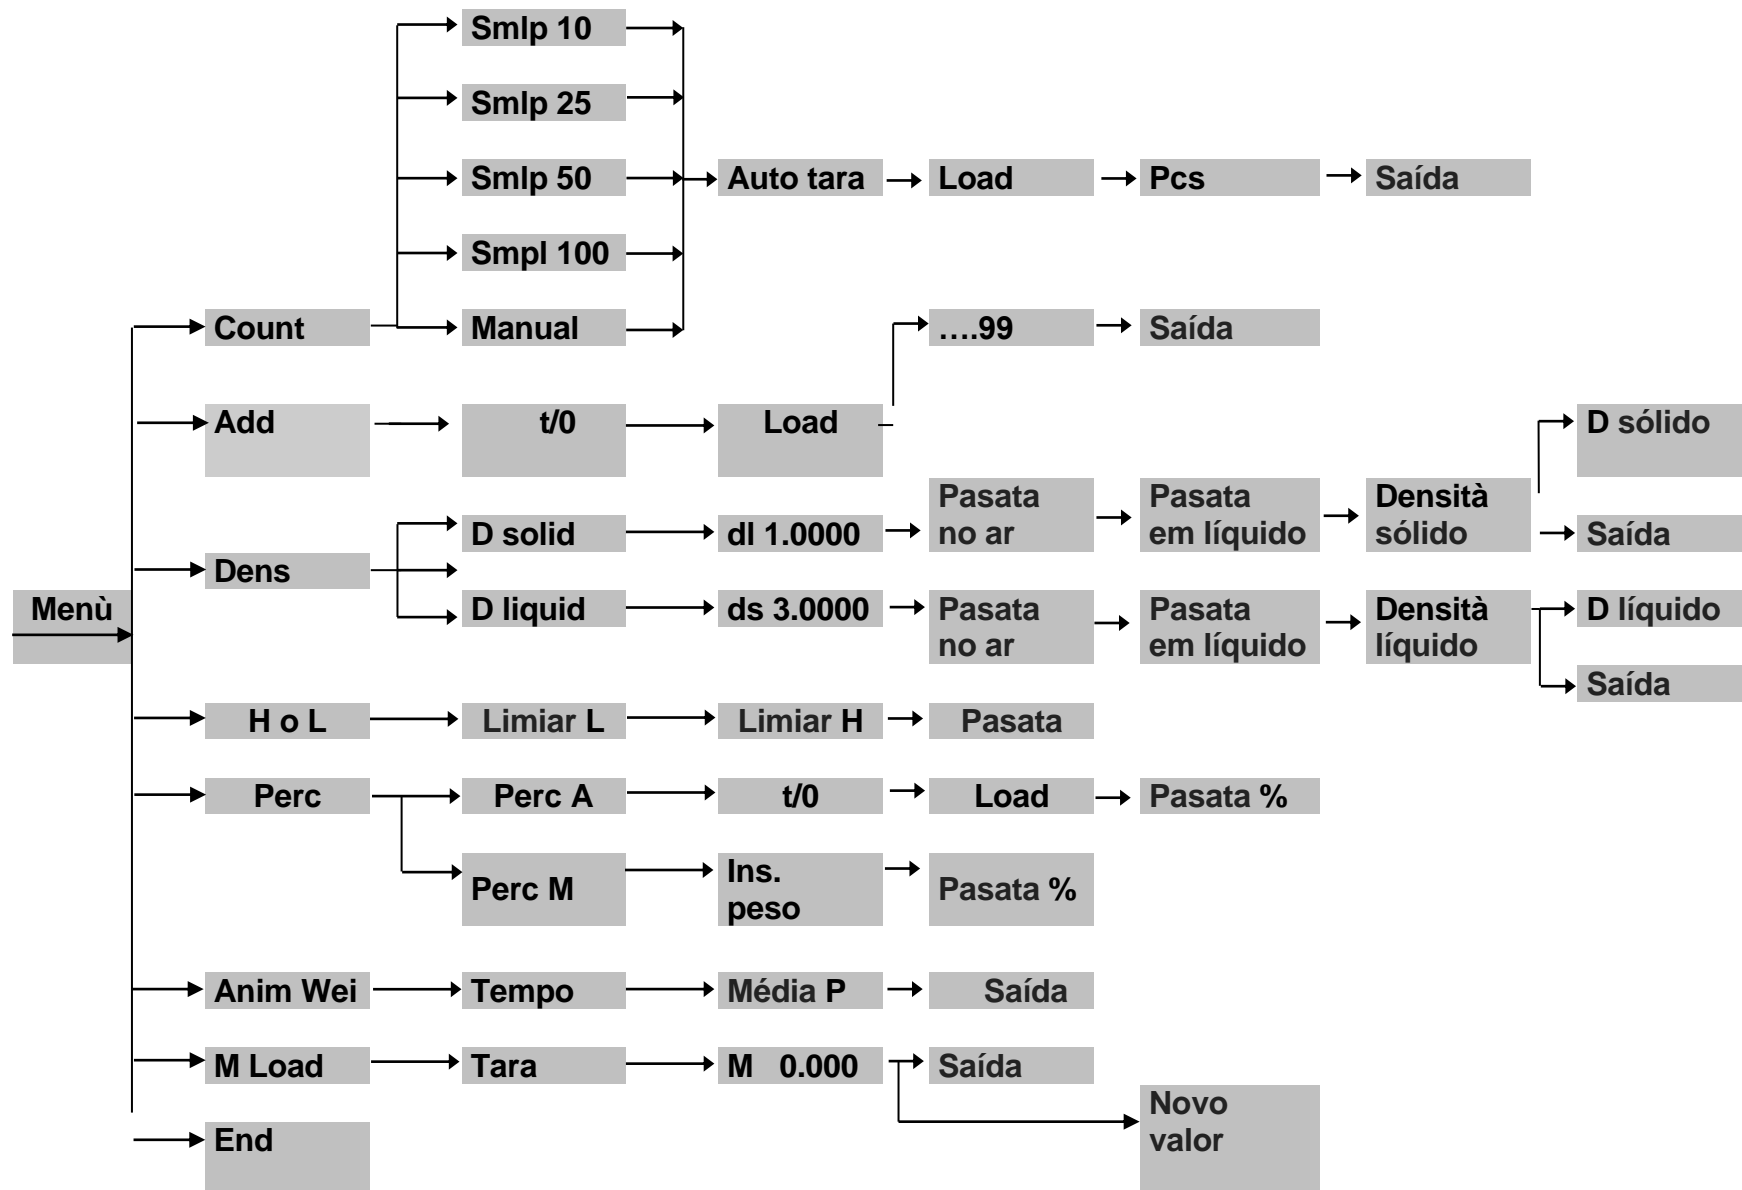 Smlp 10
Smlp 25
Smlp 50
Auto tara
Load
Pcs
Saída
Smpl 100
Count
Manual
….99
Saída
Add
t/0
Load
D sólido
Dens
D solid
dl 1.0000
Pasata
no ar
Pasata
em líquido
Densità
sólido
Saída
Menù
D liquid
ds 3.0000
Pasata
no ar
Pasata
em líquido
Densità
líquido
D líquido
Saída
H o L
Limiar L
Limiar H
Pasata
Perc
Perc A
t/0
Load
Pasata %
Perc M
Ins.
peso
Pasata %
Anim Wei
Tempo
Média P
Saída
M Load
Tara
M 0.000
Saída
Novo
valor
End